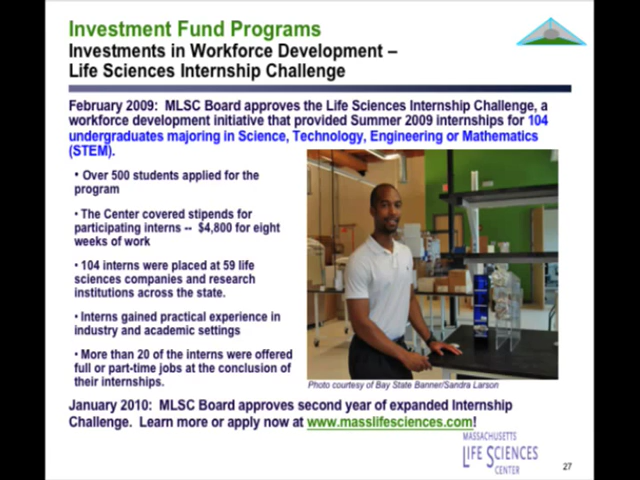 Investment Fund Programs
Investments in Workforce Development –
Life Sciences Internship Challenge
February 2009: MLSC Board approves the Life Sciences Internship Challenge, a
workforce development initiative that provided Summer 2009 internships for 104
undergraduates majoring in Science, Technology, Engineering or Mathematics
(STEM).
• Over 500 students applied for the
program
• The Center covered stipends for
participating interns -- $4,800 for eight
weeks of work
• 104 interns were placed at 59 life
sciences companies and research
institutions across the state.
• Interns gained practical experience in
industry and academic settings
• More than 20 of the interns were offered
full or part-time jobs at the conclusion of
their internships.
Photo courtesy of Bay State Banner/Sandra Larson
January 2010: MLSC Board approves second year of expanded Internship
Challenge. Learn more or apply now at www.masslifesciences.com!
MASSACHUSETTS
LIFE SCIENCES
CENTER
27